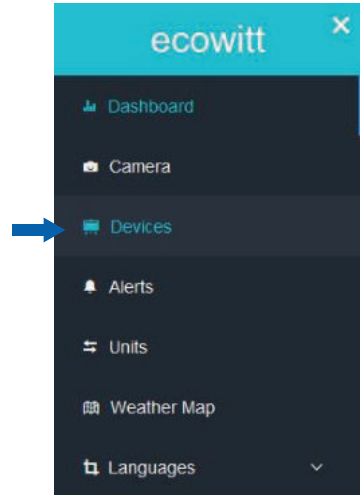 ecowitt
Dashboard
Camera
Devices
Alerts
Units
Weather Map
Languages